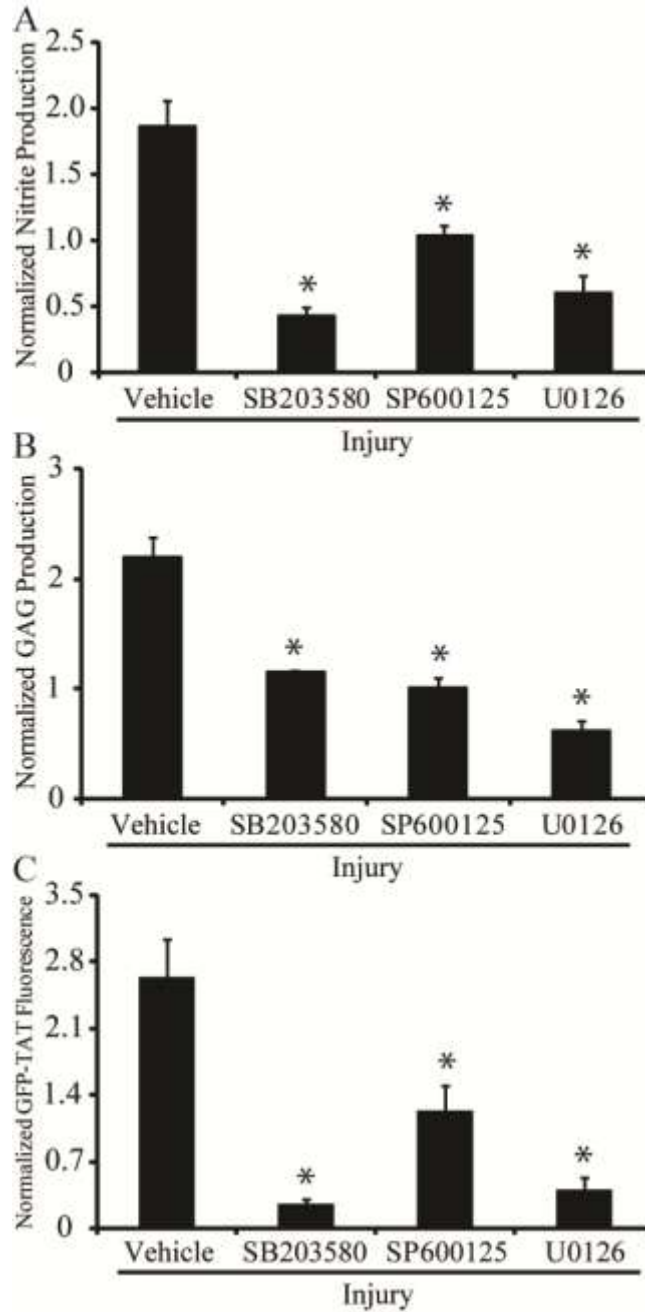 A
Normalized Nitrite Production
2.5
2.0
1.5
1.0
0.5
0
*
*
*
Vehicle SB203580 SP600125 U0126
Injury
B
Normalized GAG Production
3
2
1
0
*
*
*
Vehicle SB203580 SP600125 U0126
Injury
C
Normalized GFP-TAT Fluorescence
3.5
2.8
2.1
1.4
0.7
0
*
*
*
Vehicle SB203580 SP600125 U0126
Injury